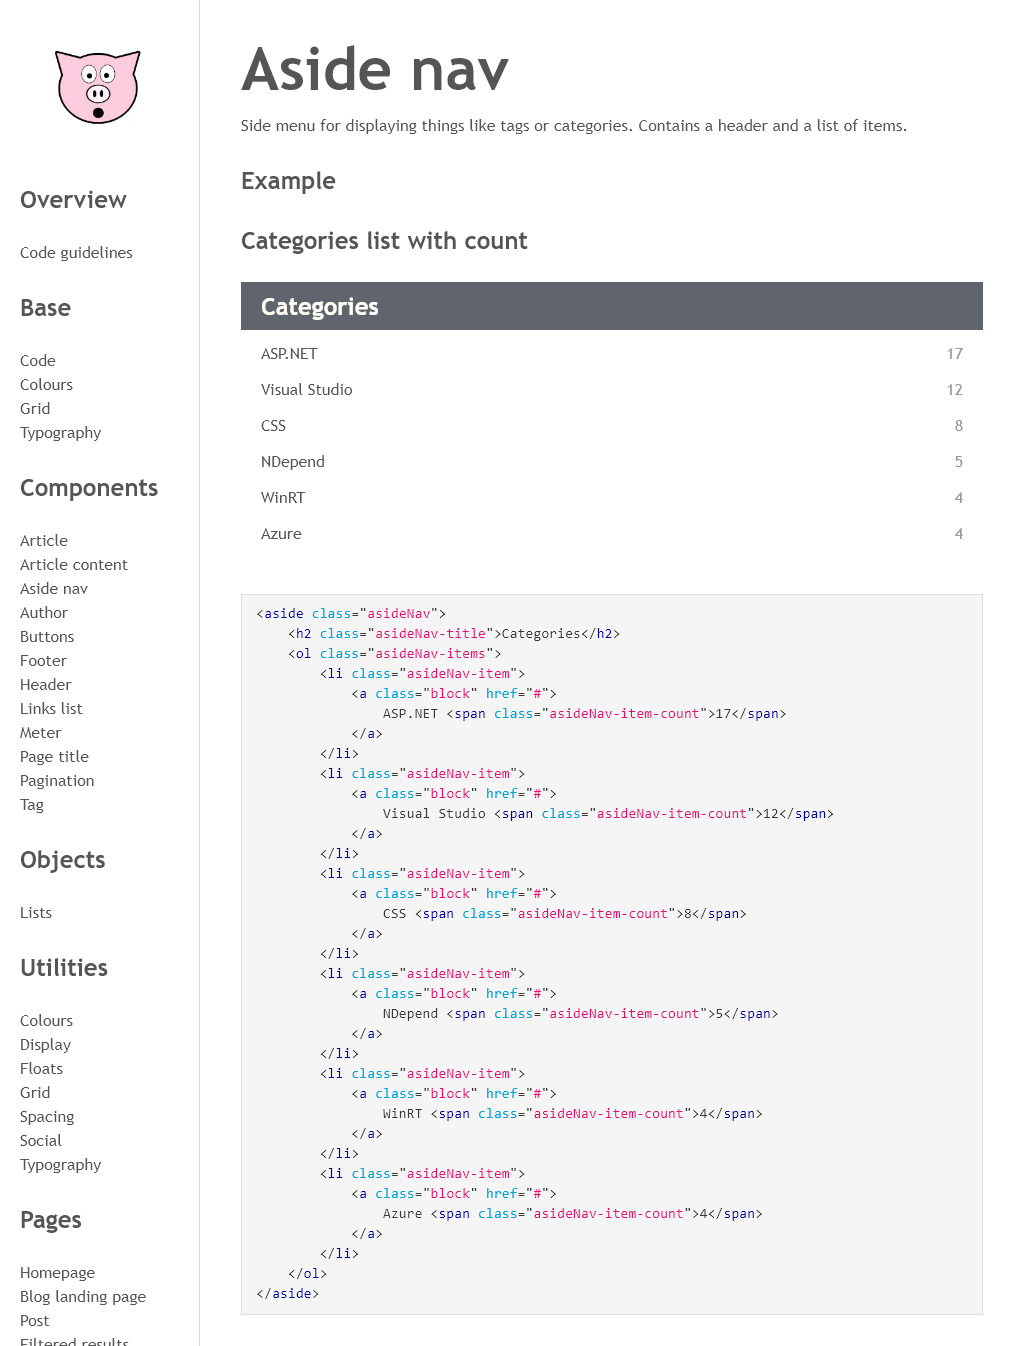 Overview
Code guidelines
Base
Code
Colours
Grid
Typography
Components
Article
Article content
Aside nav
Author
Buttons
Footer
Header
Links list
Meter
Page title
Pagination
Tag
Objects
Lists
Utilities
Colours
Display
Floats
Grid
Spacing
Social
Typography
Pages
Homepage
Blog landing page
Post
Filtered results
Aside nav
Side menu for displaying things like tags or categories. Contains a header and a list of items.
Example
Categories list with count
Categories
ASP.NET 17
Visual Studio 12
CSS 8
NDepend 5
WinRT 4
Azure 4
<aside class="asideNav">
    <h2 class="asideNav-title">Categories</h2>
    <ol class="asideNav-items">
        <li class="asideNav-item">
            <a class="block" href="#">
                ASP.NET <span class="asideNav-item-count">17</span>
            </a>
        </li>
        <li class="asideNav-item">
            <a class="block" href="#">
                Visual Studio <span class="asideNav-item-count">12</span>
            </a>
        </li>
        <li class="asideNav-item">
            <a class="block" href="#">
                CSS <span class="asideNav-item-count">8</span>
            </a>
        </li>
        <li class="asideNav-item">
            <a class="block" href="#">
                NDepend <span class="asideNav-item-count">5</span>
            </a>
        </li>
        <li class="asideNav-item">
            <a class="block" href="#">
                WinRT <span class="asideNav-item-count">4</span>
            </a>
        </li>
        <li class="asideNav-item">
            <a class="block" href="#">
                Azure <span class="asideNav-item-count">4</span>
            </a>
        </li>
    </ol>
</aside>